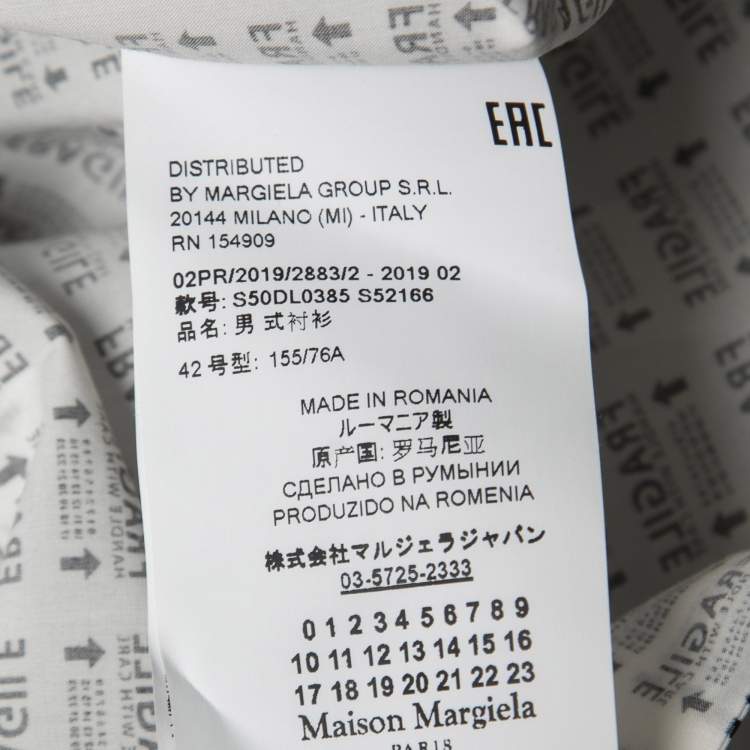 EAC
DISTRIBUTED
BY MARGIELA GROUP S.R.L.
20144 MILANO (MI) - ITALY
RN 154909
02PR/2019/2883/2 - 2019 02
款号: S50DL0385 S52166
品名: 男 式衬衫
42 号型: 155/76A
MADE IN ROMANIA
ルーマニア製
原产国: 罗马尼亚
СДЕЛАНО В РУМЫНИИ
PRODUZIDO NA ROMENIA
株式会社マルジェラジャパン
03-5725-2333
0 1 2 3 4 5 6 7 8 9
10 11 12 13 14 15 16
17 18 19 20 21 22 23
Maison Margiela
PARIS
FRAGILE
FRAGILE
FRAGILE
FRAGILE